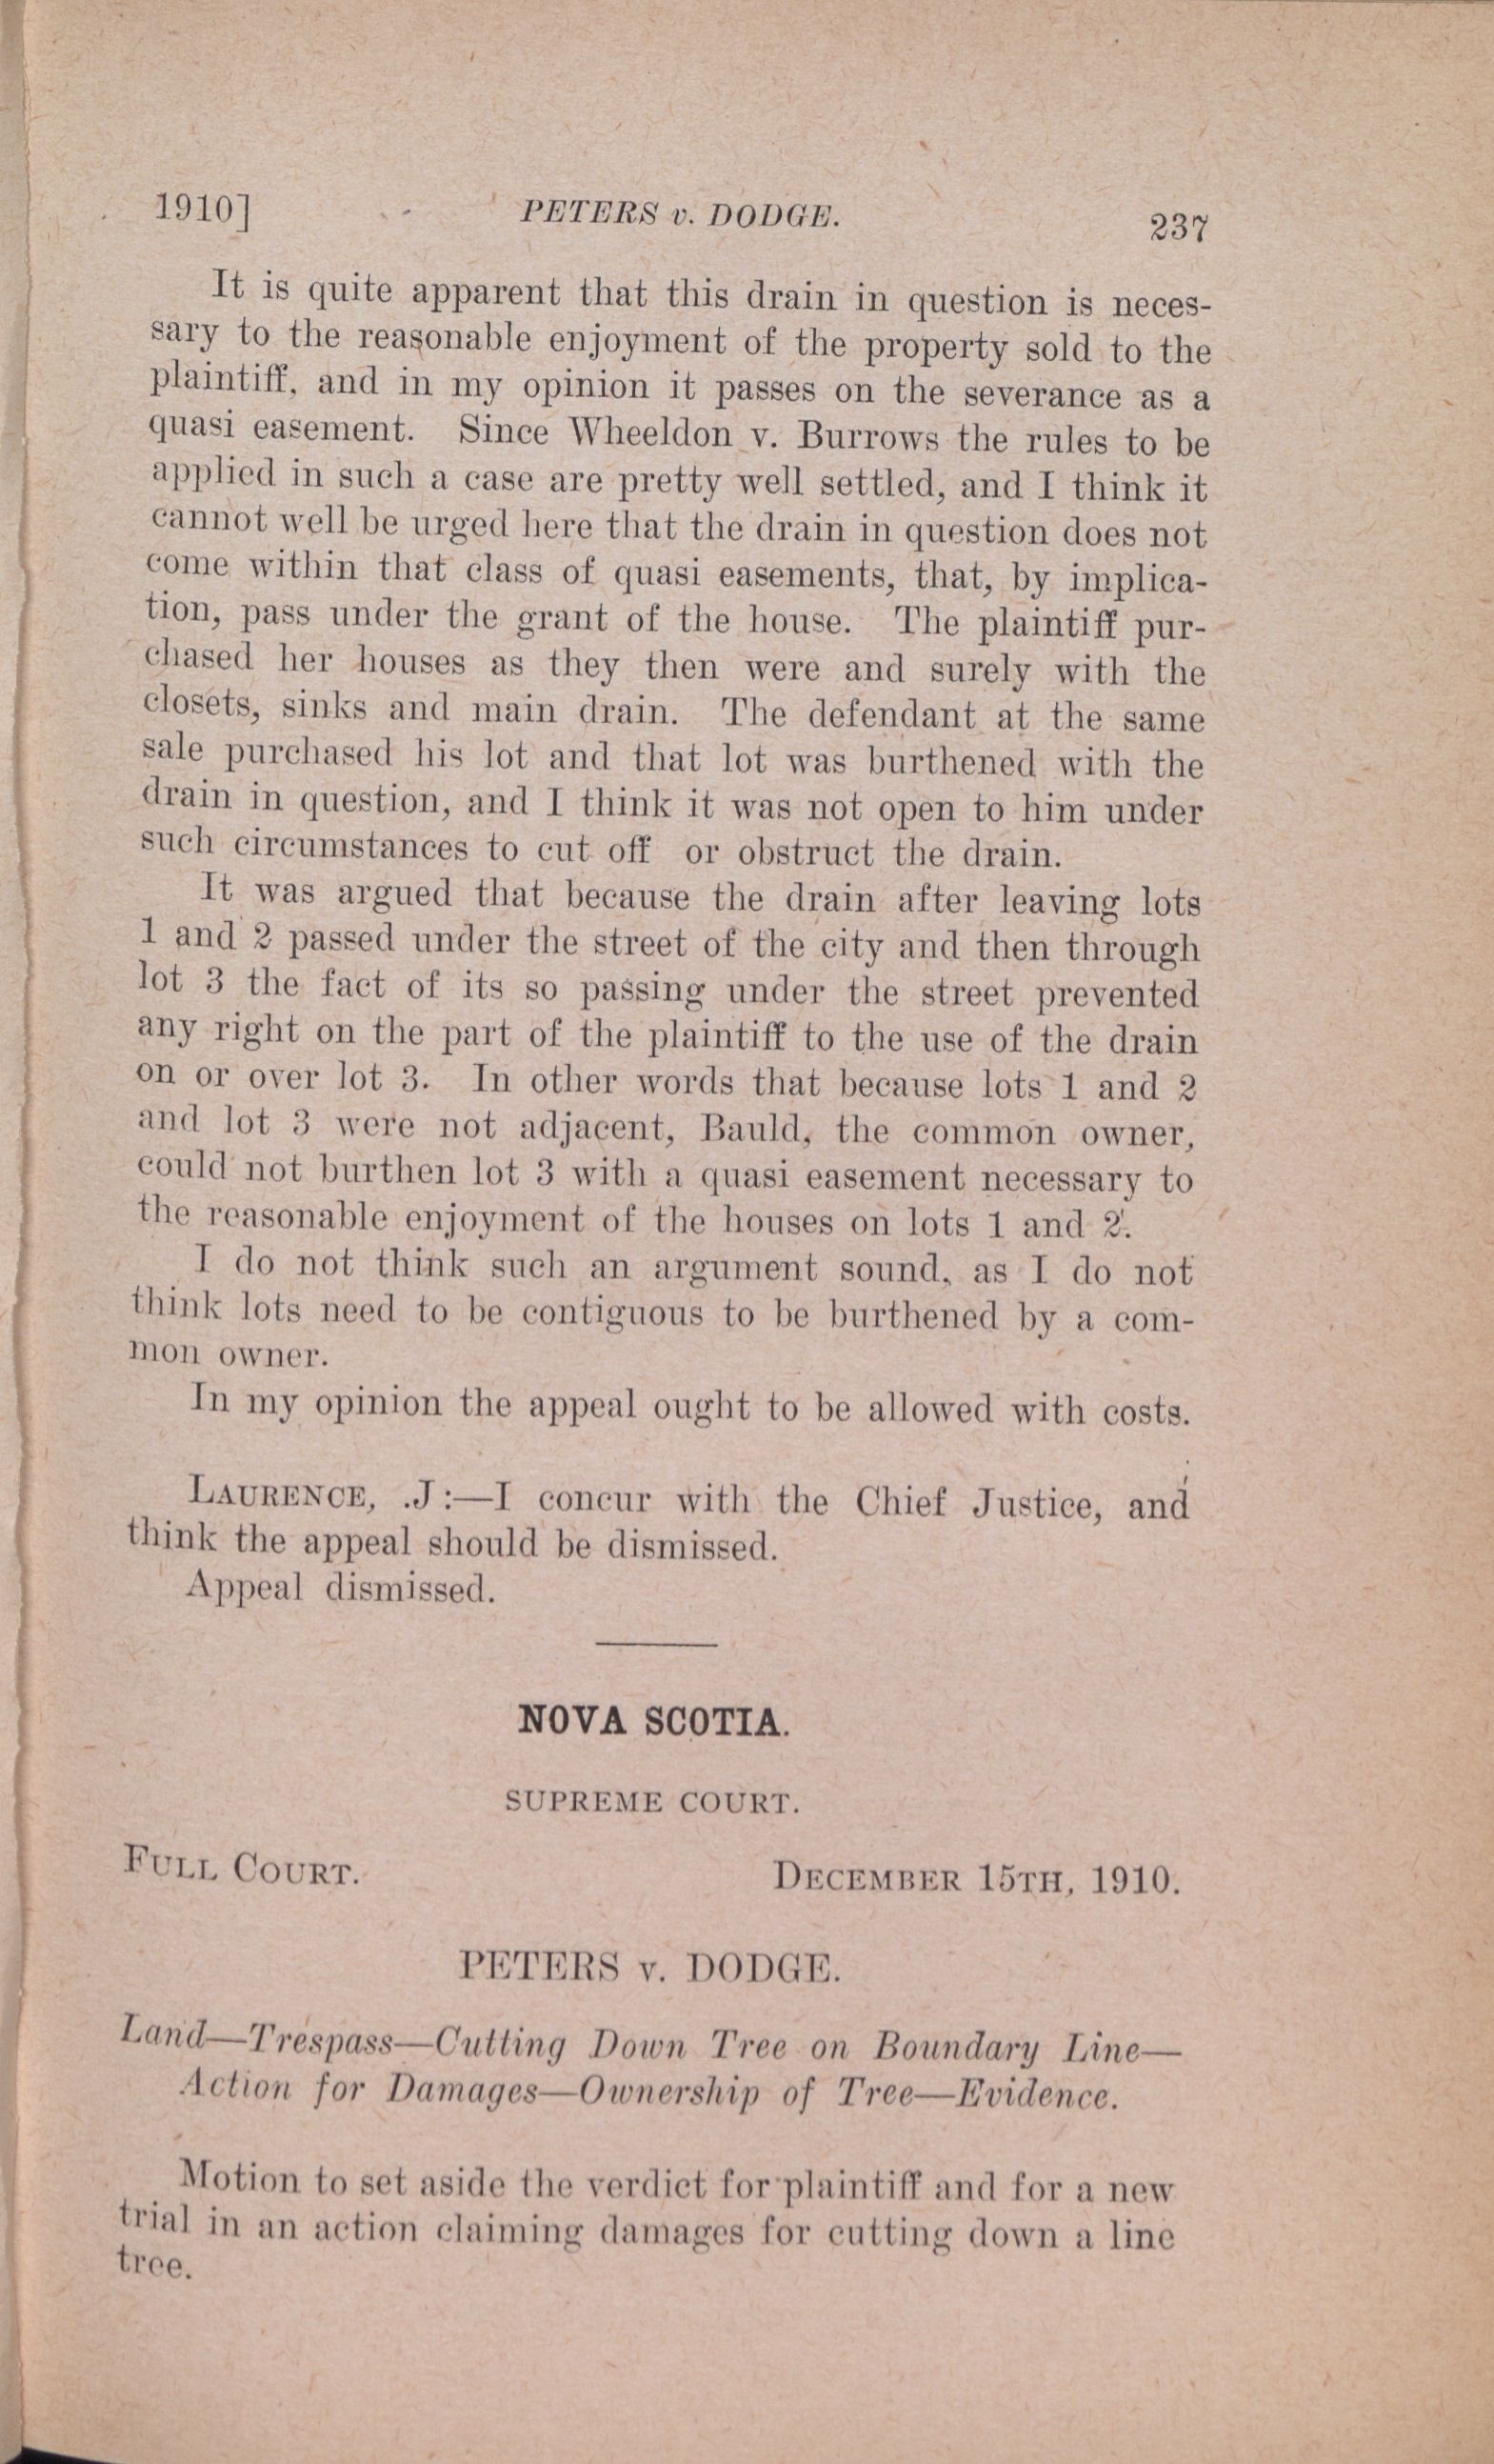 1910] PETERS v. DODGE. 237
It is quite apparent that this drain in question is neces-
sary to the reasonable enjoyment of the property sold to the
plaintiff, and in my opinion it passes on the severance as a
quasi easement. Since Wheeldon v. Burrows the rules to be
applied in such a case are pretty well settled, and I think it
cannot well be urged here that the drain in question does not
come within that class of quasi easements, that, by implica-
tion, pass under the grant of the house. The plaintiff pur-
chased her houses as they then were and surely with the
closets, sinks and main drain. The defendant at the same
sale purchased his lot and that lot was burthened with the
drain in question, and I think it was not open to him under
such circumstances to cut off or obstruct the drain.
It was argued that because the drain after leaving lots
1 and 2 passed under the street of the city and then through
lot 3 the fact of its so passing under the street prevented
any right on the part of the plaintiff to the use of the drain
on or over lot 3. In other words that because lots 1 and 2
and lot 3 were not adjacent, Bauld, the common owner,
could not burthen lot 3 with a quasi easement necessary to
the reasonable enjoyment of the houses on lots 1 and 2.
I do not think such an argument sound, as I do not
think lots need to be contiguous to be burthened by a com-
mon owner.
In my opinion the appeal ought to be allowed with costs.
LAURENCE, .J:—I concur with the Chief Justice, and
think the appeal should be dismissed.
Appeal dismissed.
NOVA SCOTIA.
SUPREME COURT.
FULL COURT. DECEMBER 15TH, 1910.
PETERS v. DODGE.
Land—Trespass—Cutting Down Tree on Boundary Line—
Action for Damages—Ownership of Tree—Evidence.
Motion to set aside the verdict for plaintiff and for a new
trial in an action claiming damages for cutting down a line
tree.